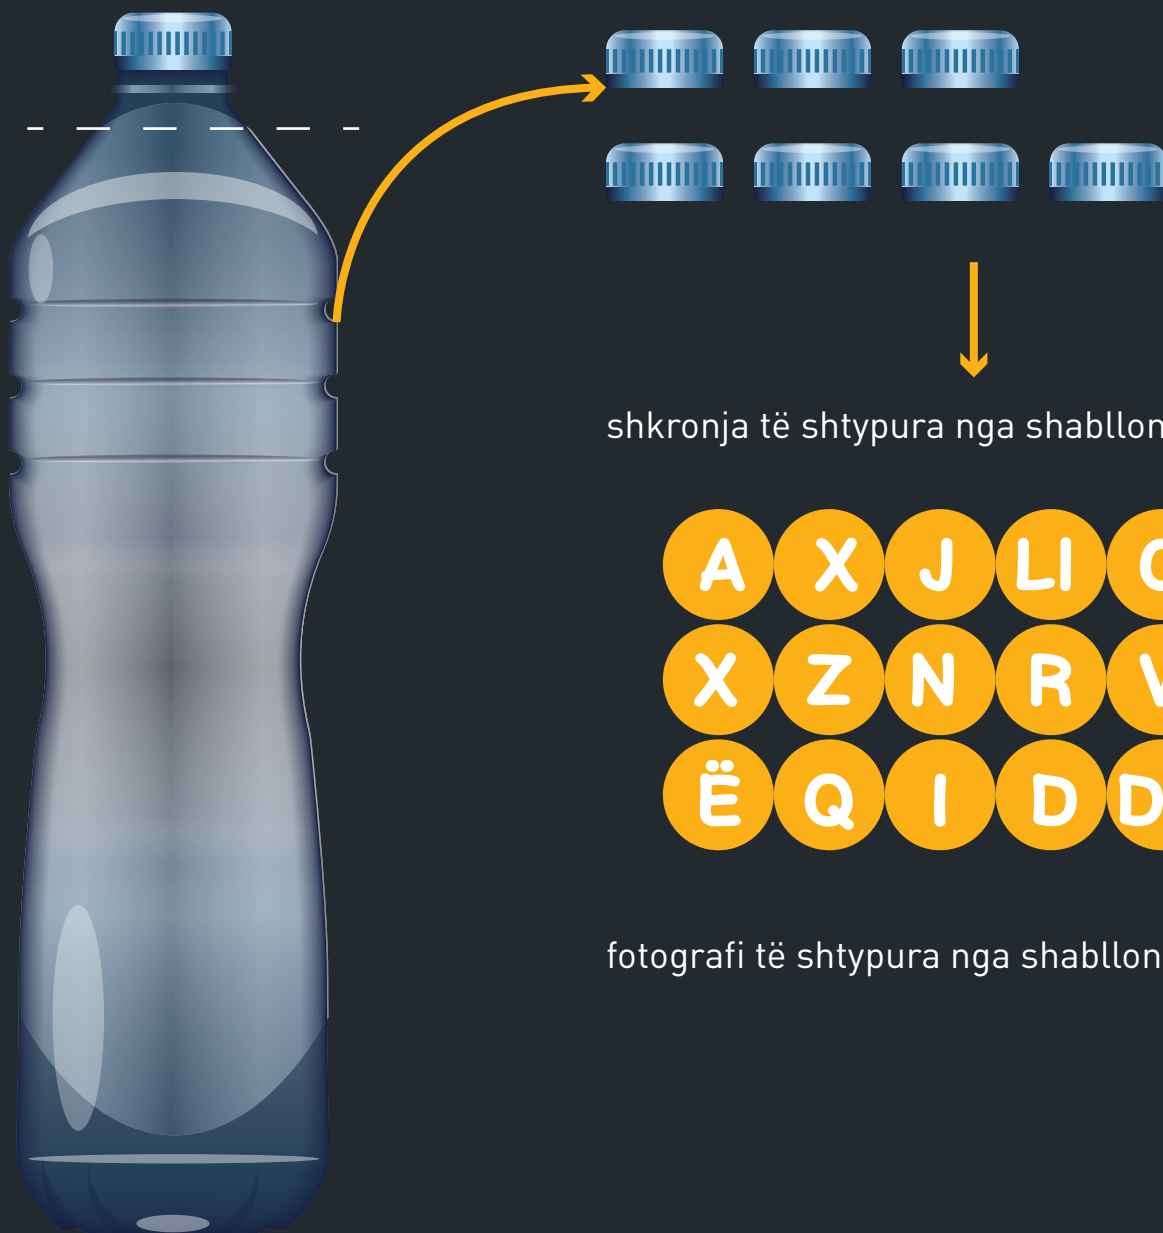 shkronja të shtypura nga shabllon
A X J LI
X Z N R
Ë Q I D D
fotografi të shtypura nga shabllon